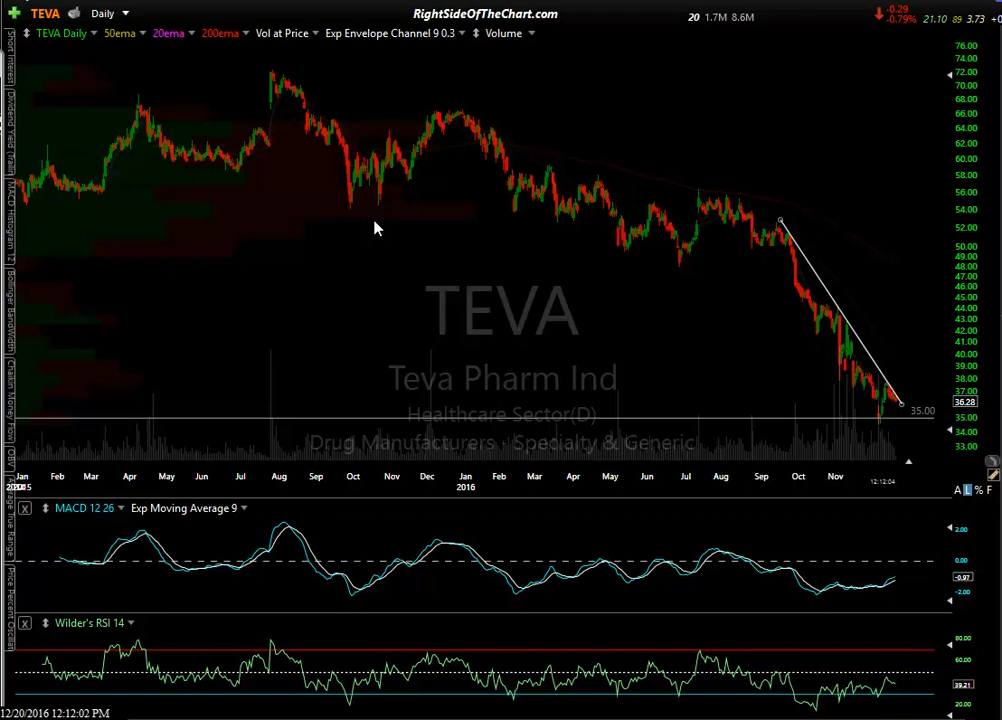 TEVA Daily RightSideOfTheChart.com 20 1.7M 8.6M -0.29 -0.79% 21.10 89 3.73
TEVA Daily 50ema 20ema 200ema Vol at Price Exp Envelope Channel 9 0.3 Volume
76.00
74.00
72.00
70.00
68.00
66.00
64.00
62.00
60.00
58.00
56.00
54.00
52.00
50.00
49.00
48.00
47.00
46.00
45.00
44.00
43.00
42.00
41.00
40.00
39.00
38.00
37.00
36.28
35.00
34.00
33.00
Short Interest
Dividend Yield (Trailin
MACD Histogram 12
Bollinger Bandwidth
Chaikin Money Flow
OBV
Average True Range
Price Percent Oscillat
TEVA
Teva Pharm Ind
Healthcare Sector(D)
Drug Manufacturers - Specialty & Generic
35.00
Jan Feb Mar Apr May Jun Jul Aug Sep Oct Nov Dec Jan Feb Mar Apr May Jun Jul Aug Sep Oct Nov 12:12:04
2016
A L % F
X MACD 12 26 Exp Moving Average 9
2.00
0.00
-0.97
-2.00
X Wilder's RSI 14
80.00
60.00
39.21
20.00
12/20/2016 12:12:02 PM